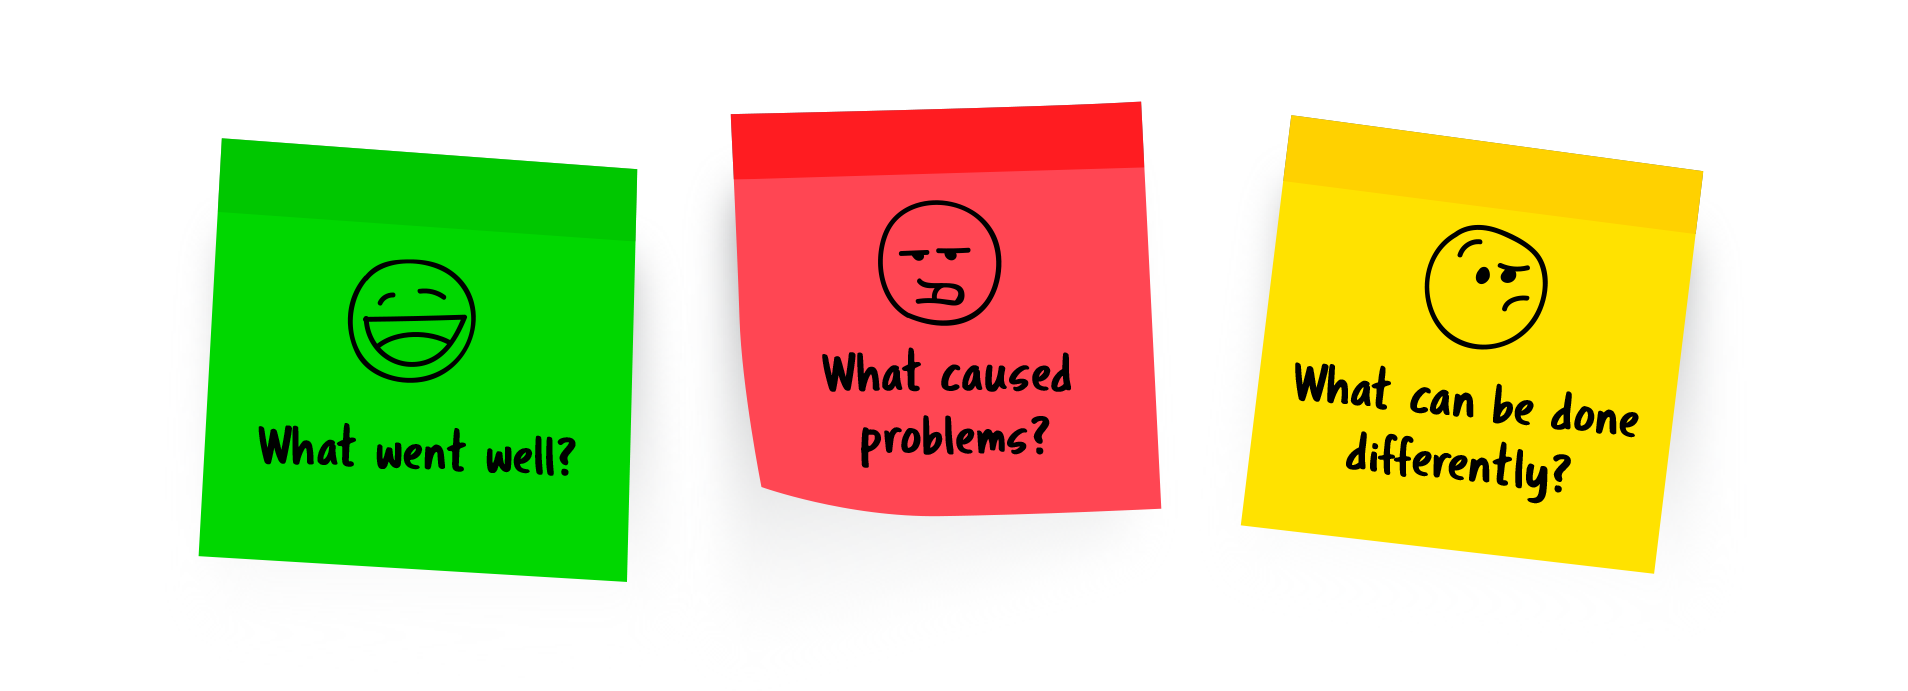 What went well?
What caused
problems?
What can be done
differently?